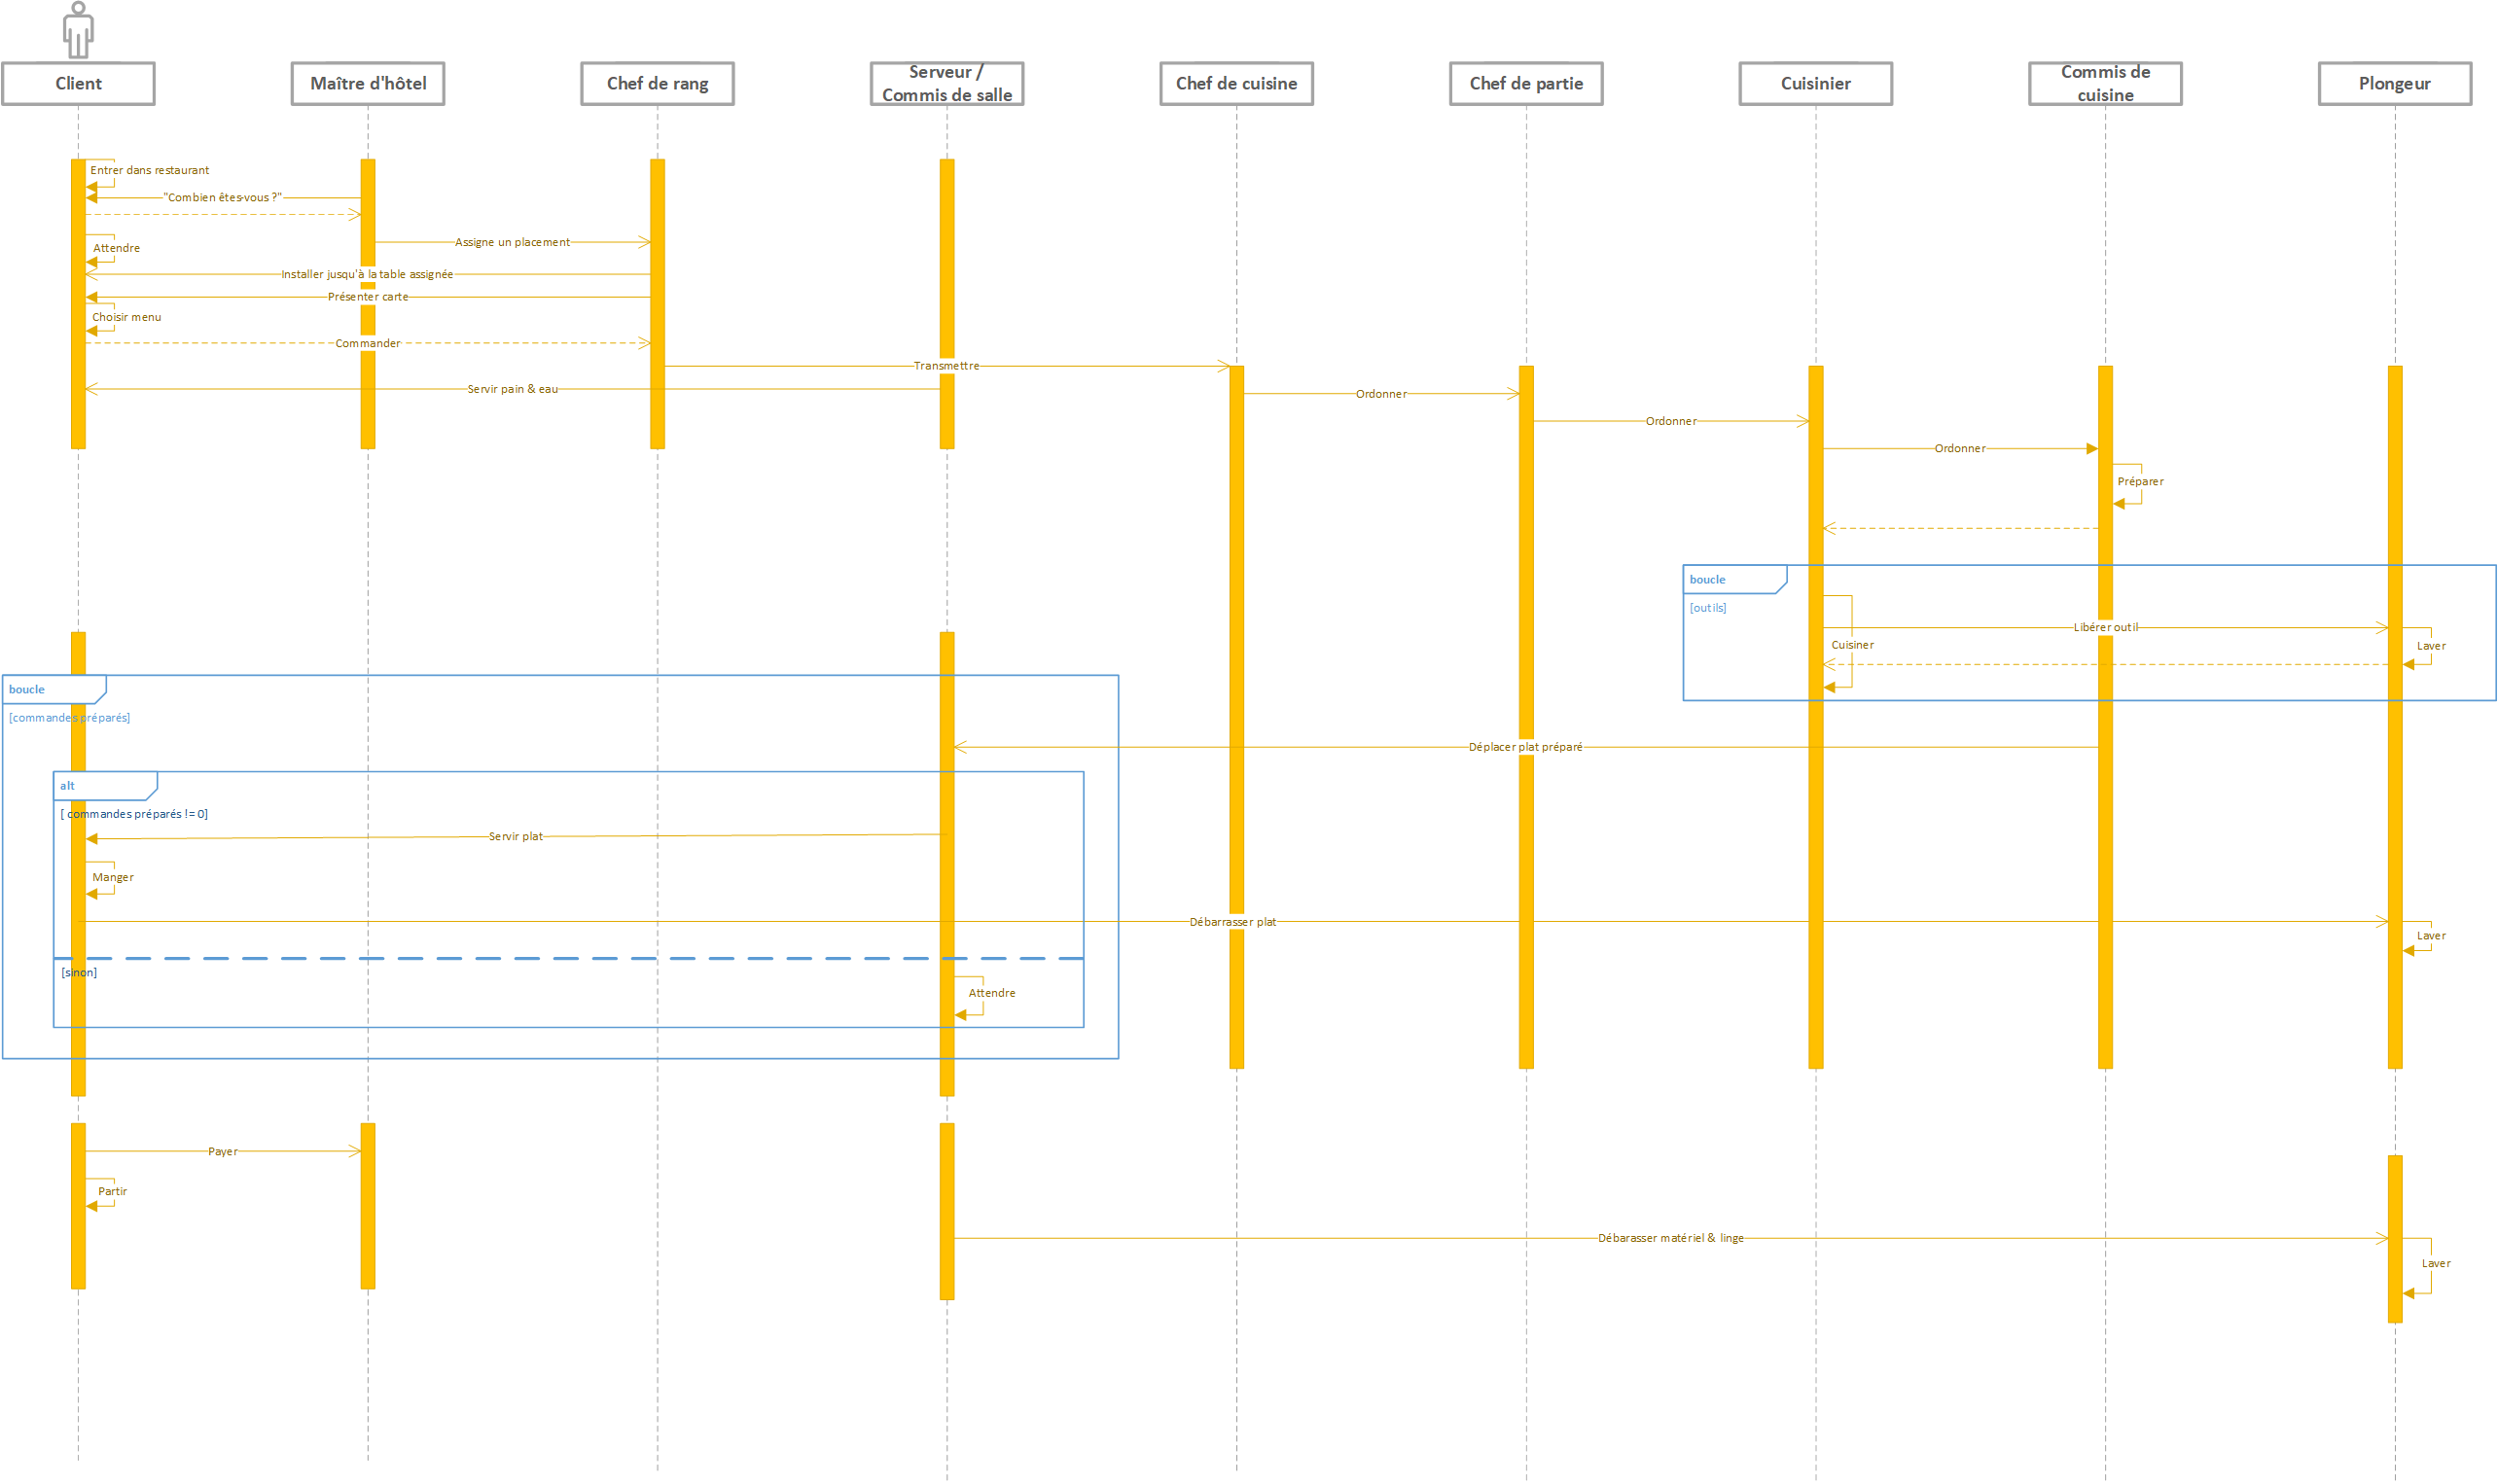 Client
Maître d'hôtel
Chef de rang
Serveur /
Commis de salle
Chef de cuisine
Chef de partie
Cuisinier
Commis de
cuisine
Plongeur
Entrer dans restaurant
"Combien êtes-vous ?"
Assigne un placement
Attendre
Installer jusqu'à la table assignée
Présenter carte
Choisir menu
Commander
Transmettre
Servir pain & eau
Ordonner
Ordonner
Ordonner
Préparer
boucle
[outils]
Libérer outil
Cuisiner
Laver
boucle
[commandes préparés]
Déplacer plat préparé
alt
[ commandes préparés != 0]
Servir plat
Manger
Débarrasser plat
Laver
[sinon]
Attendre
Payer
Partir
Débarasser matériel & linge
Laver